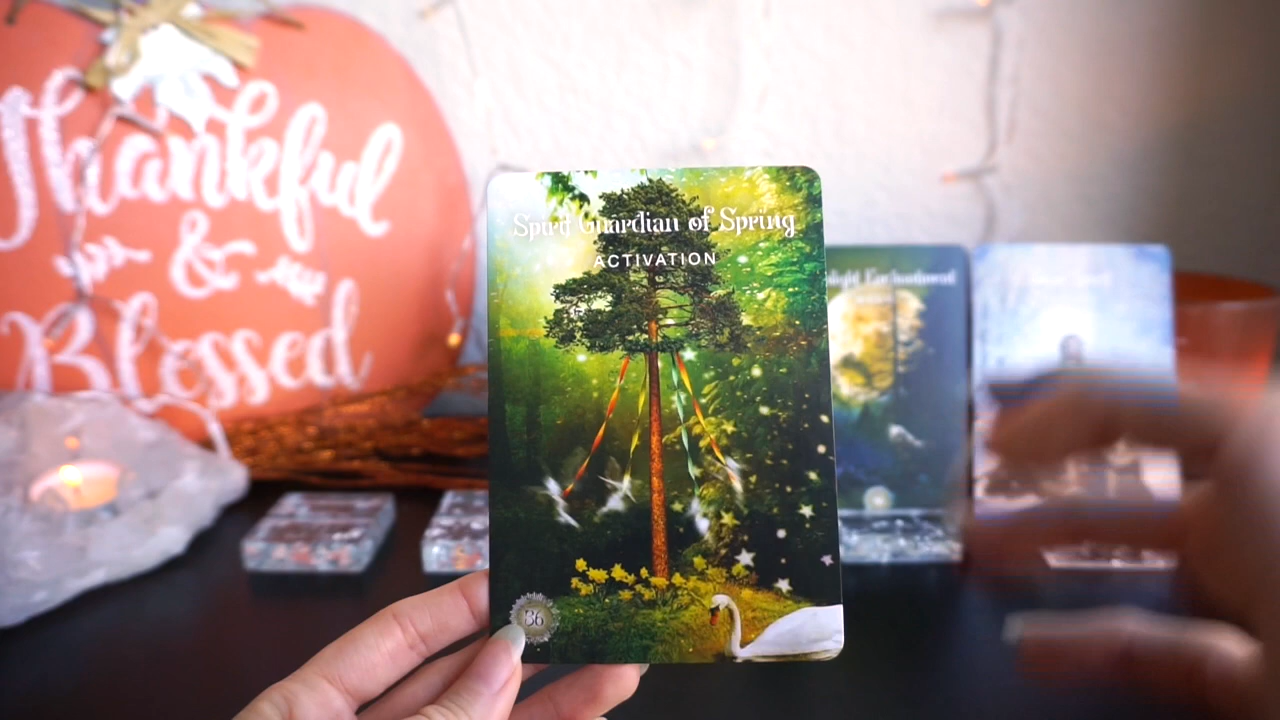 Thankful
&
Blessed
Spirit Guardian of Spring
ACTIVATION
36